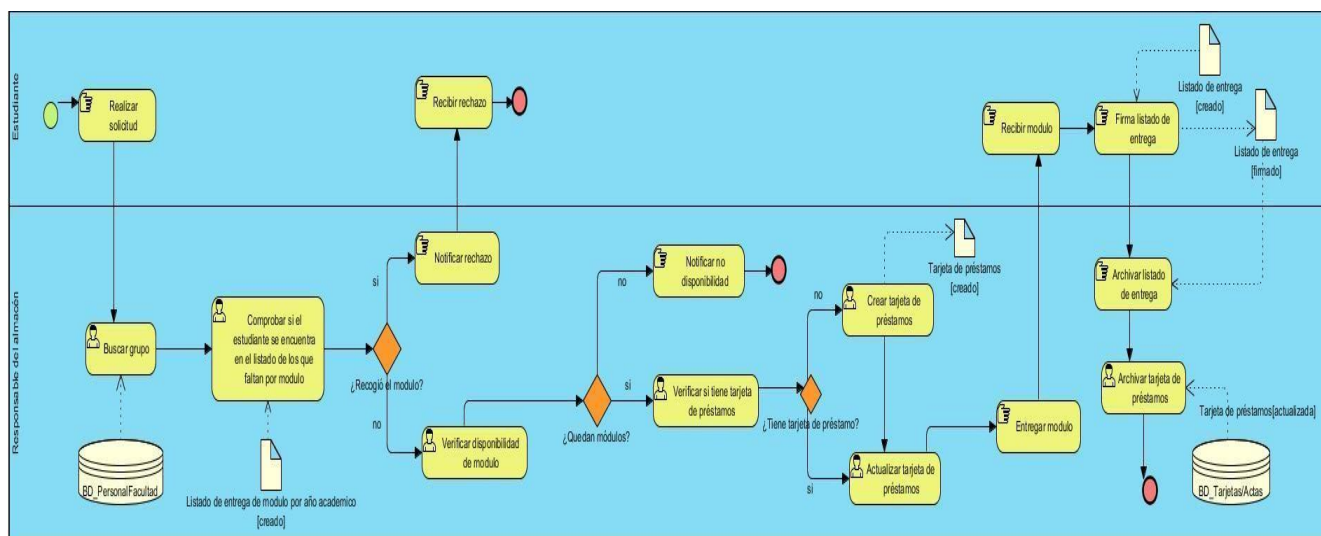 Estudiante
Realizar
solicitud
Recibir rechazo
Recibir modulo
Firma listado de
entrega
Listado de entrega
[creado]
Listado de entrega
[firmado]
Responsable del almacón
Buscar grupo
BD_PersonalFacultad
Comprobar si el
estudiante se encuentra
en el listado de los que
faltan por modulo
Listado de entrega de modulo por año academico
[creado]
¿Recogió el modulo?
si
no
Notificar rechazo
Verificar disponibilidad
de modulo
¿Quedan módulos?
no
si
Notificar no
disponibilidad
Verificar si tiene tarjeta
de préstamos
¿Tiene tarjeta de préstamo?
no
si
Crear tarjeta de
préstamos
Tarjeta de préstamos
[creado]
Actualizar tarjeta de
préstamos
Entregar modulo
Archivar listado
de entrega
Archivar tarjeta de
préstamos
Tarjeta de préstamos[actualizada]
BD_Tarjetas/Actas